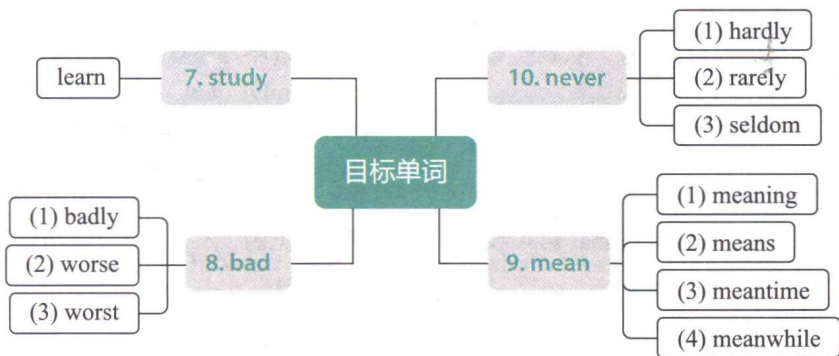 learn
7. study
(1) badly
(2) worse
(3) worst
8. bad
目标单词
10. never
(1) hardly
(2) rarely
(3) seldom
9. mean
(1) meaning
(2) means
(3) meantime
(4) meanwhile